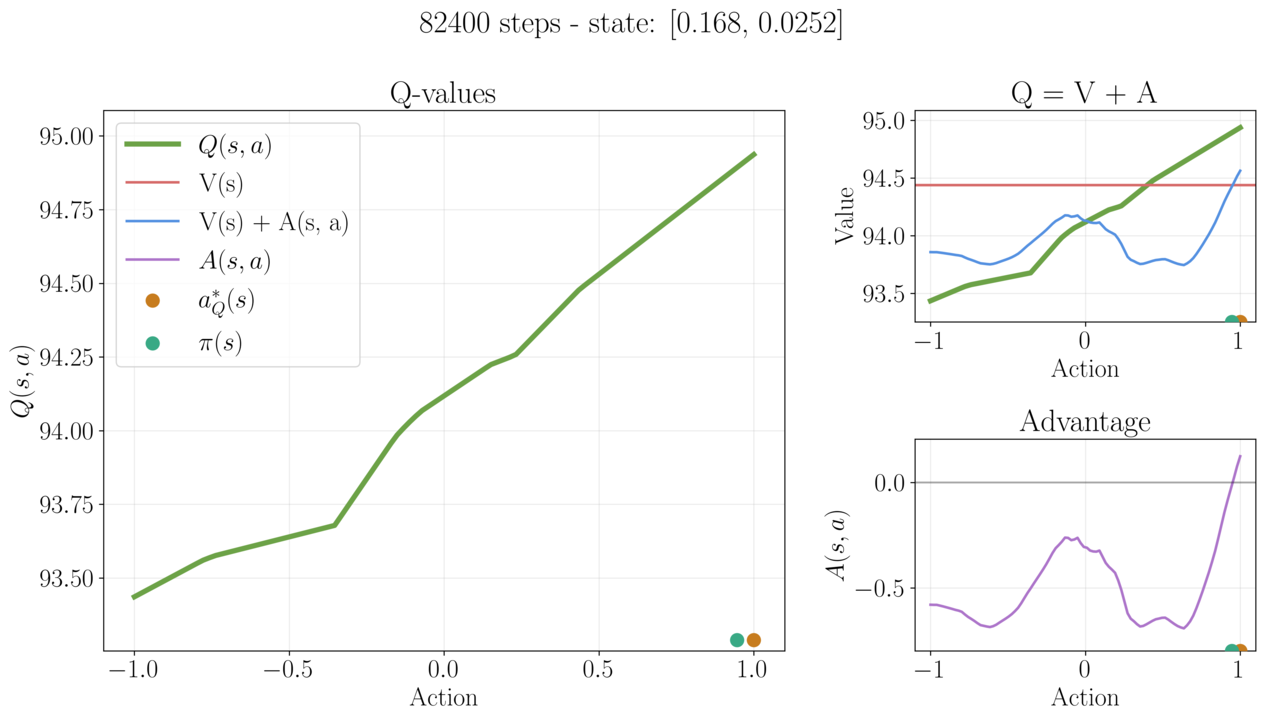 82400 steps - state: [0.168, 0.0252]
Q-values
Q(s, a)
95.00
94.75
94.50
94.25
94.00
93.75
93.50
Q(s, a)
V(s)
V(s) + A(s, a)
A(s, a)
a*_Q(s)
π(s)
−1.0
−0.5
0.0
0.5
1.0
Action
Q = V + A
Value
95.0
94.5
94.0
93.5
−1
0
1
Action
Advantage
A(s, a)
0.0
−0.5
−1
0
1
Action